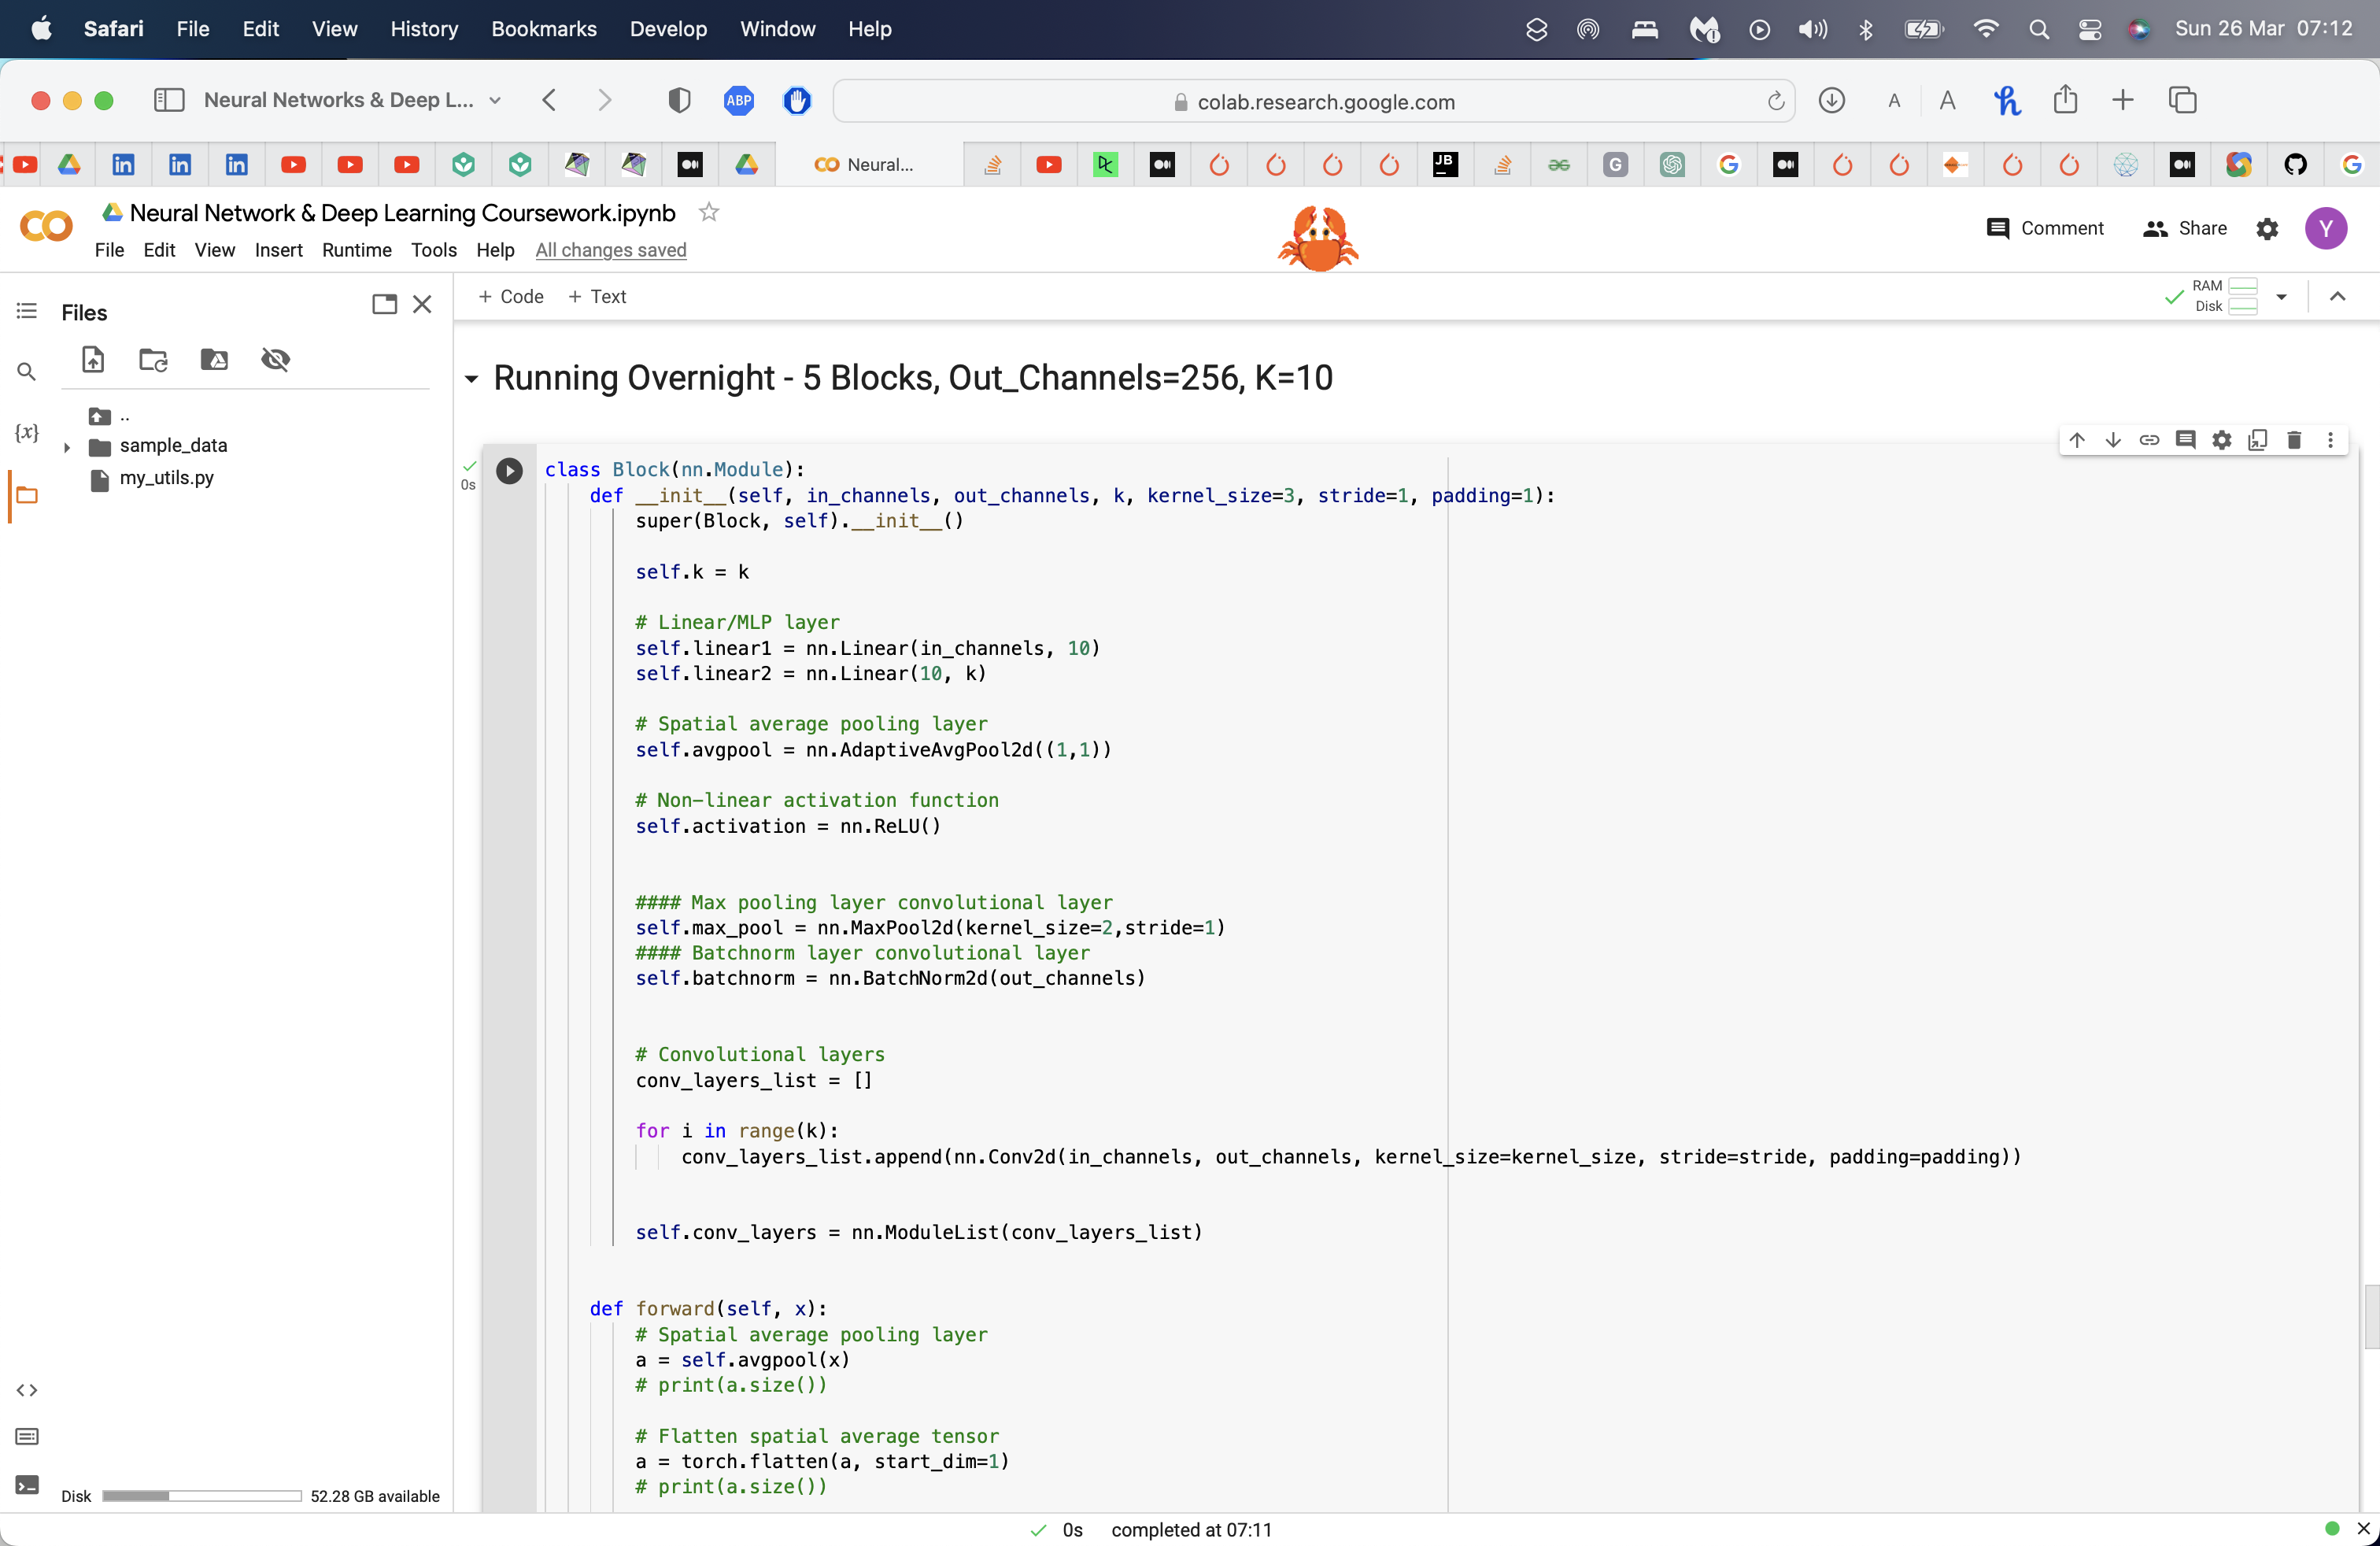 Safari File Edit View History Bookmarks Develop Window Help Sun 26 Mar 07:12
Neural Networks & Deep L... ABP colab.research.google.com A A
Neural... JB G
Neural Network & Deep Learning Coursework.ipynb
File Edit View Insert Runtime Tools Help All changes saved
Comment Share Y
Files
+ Code + Text
RAM
Disk
..
sample_data
my_utils.py
{x}
Running Overnight - 5 Blocks, Out_Channels=256, K=10
0s
class Block(nn.Module):
def __init__(self, in_channels, out_channels, k, kernel_size=3, stride=1, padding=1):
super(Block, self).__init__()
self.k = k
# Linear/MLP layer
self.linear1 = nn.Linear(in_channels, 10)
self.linear2 = nn.Linear(10, k)
# Spatial average pooling layer
self.avgpool = nn.AdaptiveAvgPool2d((1,1))
# Non-linear activation function
self.activation = nn.ReLU()
#### Max pooling layer convolutional layer
self.max_pool = nn.MaxPool2d(kernel_size=2,stride=1)
#### Batchnorm layer convolutional layer
self.batchnorm = nn.BatchNorm2d(out_channels)
# Convolutional layers
conv_layers_list = []
for i in range(k):
conv_layers_list.append(nn.Conv2d(in_channels, out_channels, kernel_size=kernel_size, stride=stride, padding=padding))
self.conv_layers = nn.ModuleList(conv_layers_list)
def forward(self, x):
# Spatial average pooling layer
a = self.avgpool(x)
# print(a.size())
# Flatten spatial average tensor
a = torch.flatten(a, start_dim=1)
# print(a.size())
Disk 52.28 GB available
0s completed at 07:11